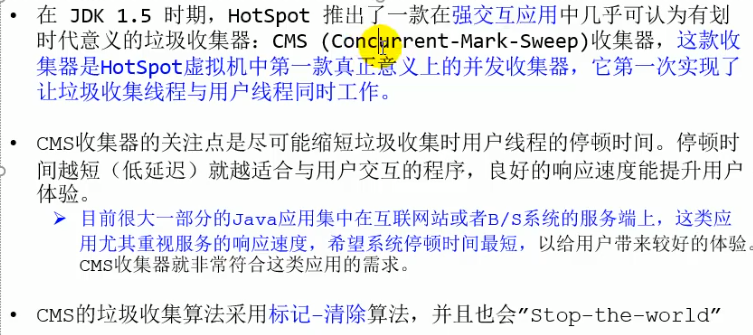 • 在 JDK 1.5 时期，HotSpot 推出了一款在强交互应用中几乎可认为有划
时代意义的垃圾收集器：CMS (Concurrent-Mark-Sweep)收集器，这款收
集器是HotSpot虚拟机中第一款真正意义上的并发收集器，它第一次实现了
让垃圾收集线程与用户线程同时工作。
• CMS收集器的关注点是尽可能缩短垃圾收集时用户线程的停顿时间。停顿时
间越短（低延迟）就越适合与用户交互的程序，良好的响应速度能提升用户
体验。
➢ 目前很大一部分的Java应用集中在互联网站或者B/S系统的服务端上，这类应
用尤其重视服务的响应速度，希望系统停顿时间最短，以给用户带来较好的体验。
CMS收集器就非常符合这类应用的需求。
• CMS的垃圾收集算法采用标记-清除算法，并且也会”Stop-the-world”